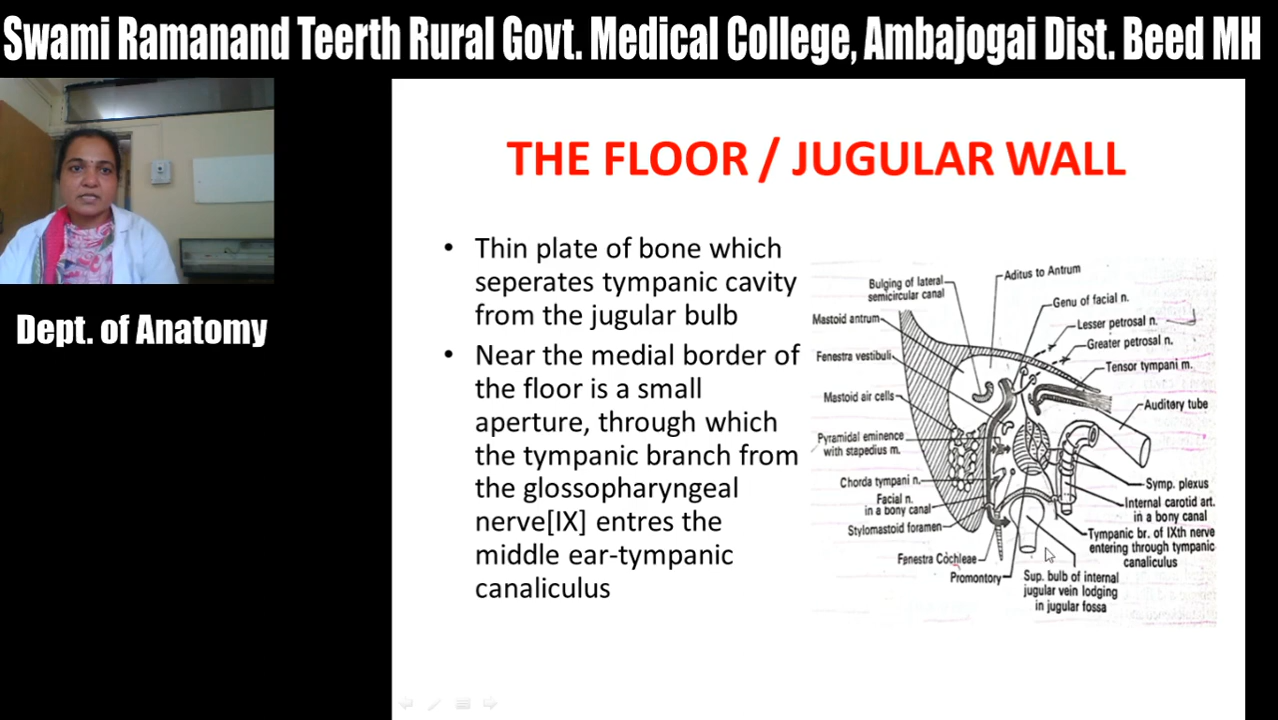 Swami Ramanand Teerth Rural Govt. Medical College, Ambajogai Dist. Beed MH
Dept. of Anatomy
THE FLOOR / JUGULAR WALL
• Thin plate of bone which
seperates tympanic cavity
from the jugular bulb
• Near the medial border of
the floor is a small
aperture, through which
the tympanic branch from
the glossopharyngeal
nerve[IX] entres the
middle ear-tympanic
canaliculus
Aditus to Antrum
Bulging of lateral
semicircular canal
Genu of facial n.
Mastoid antrum
Lesser petrosal n.
Greater petrosal n.
Fenestra vestibuli
Tensor tympani m.
Mastoid air cells
Auditory tube
Pyramidal eminence
with stapedius m.
Chorda tympani n.
Symp. plexus
Facial n.
in a bony canal
Internal carotid art.
in a bony canal
Stylomastoid foramen
Tympanic br. of IXth nerve
entering through tympanic
canaliculus
Fenestra Cochleae
Promontory
Sup. bulb of internal
jugular vein lodging
in jugular fossa